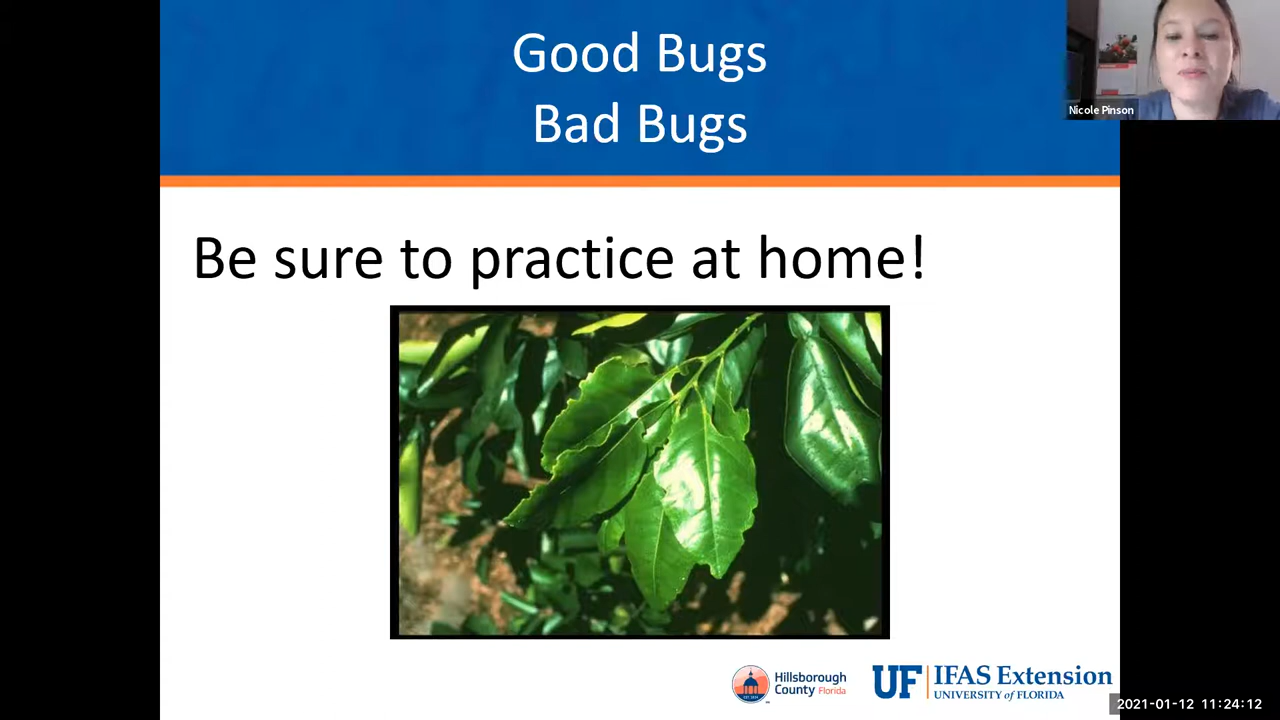 Good Bugs
Bad Bugs
Nicole Pinson
Be sure to practice at home!
Hillsborough
County Florida
UF IFAS Extension
UNIVERSITY of FLORIDA
2021-01-12 11:24:12